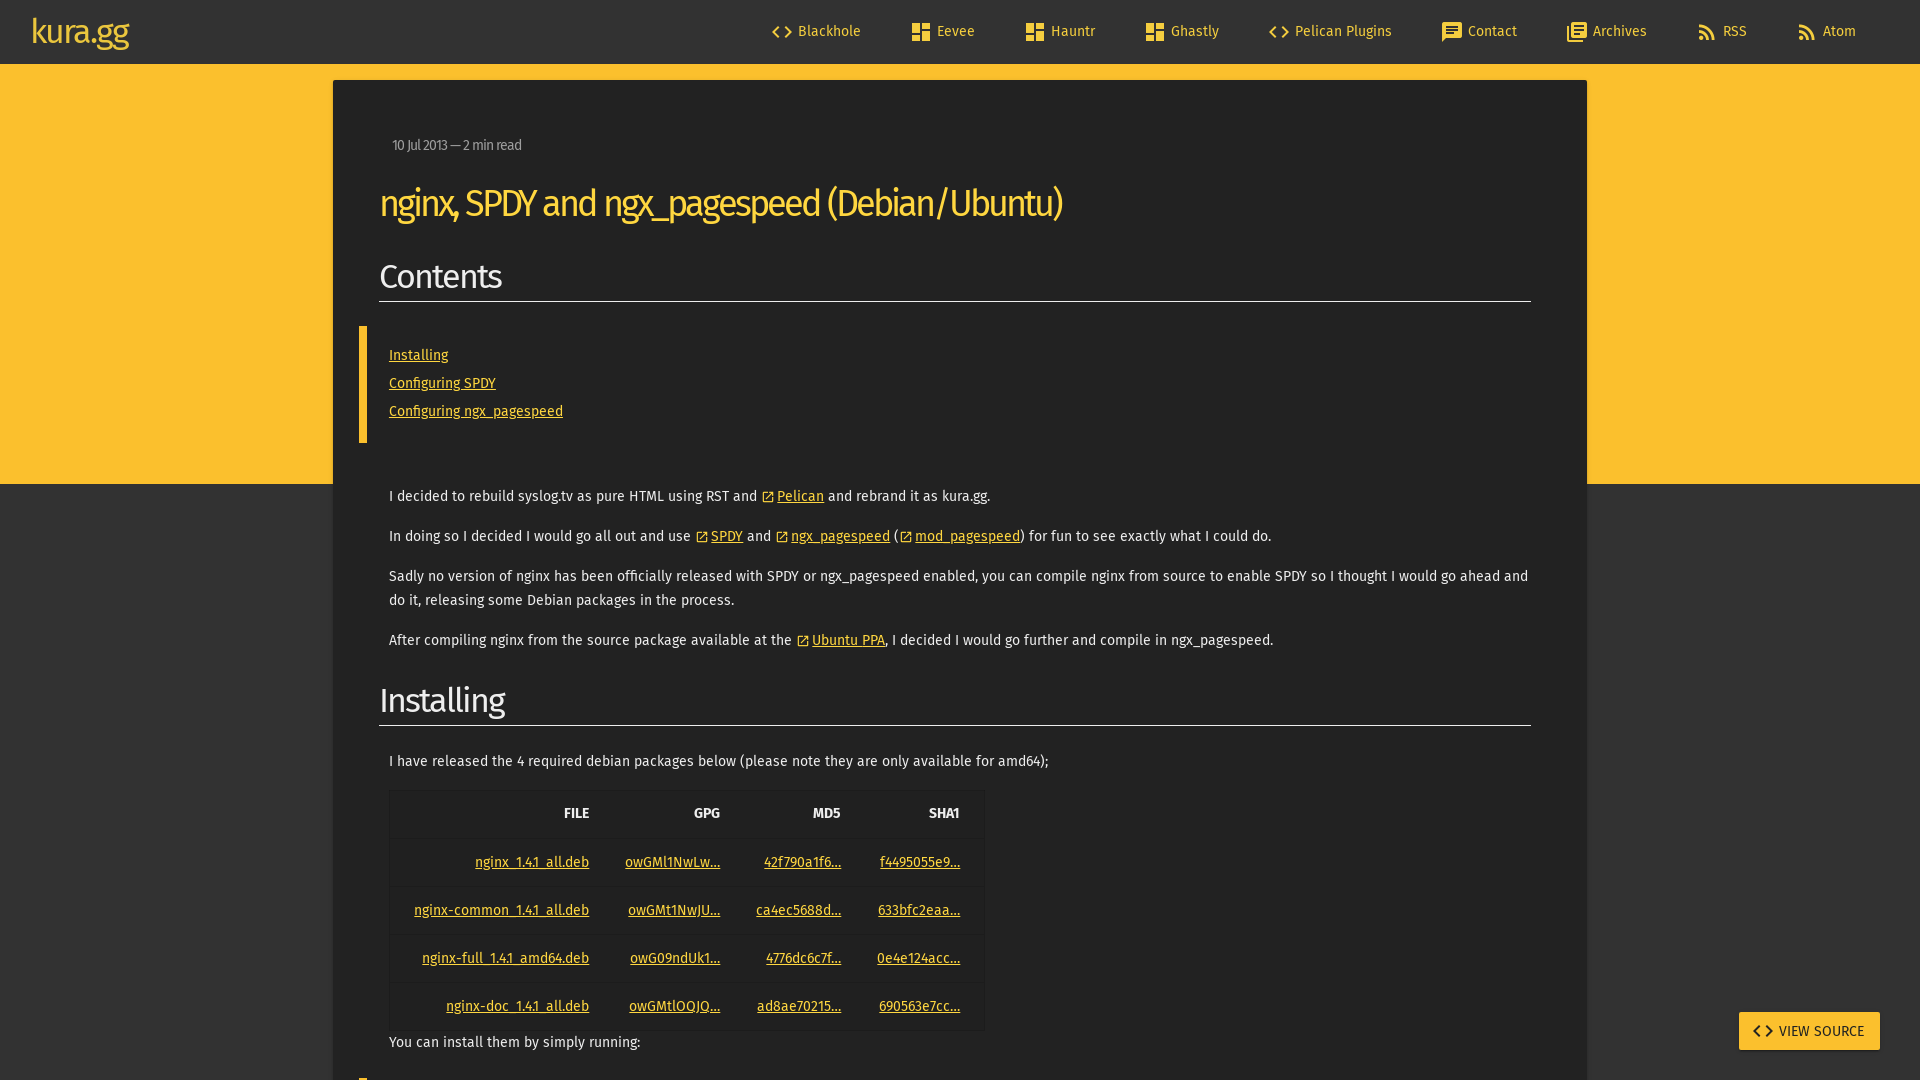 kura.gg
Blackhole
Eevee
Hauntr
Ghastly
Pelican Plugins
Contact
Archives
RSS
Atom
10 Jul 2013 — 2 min read
nginx, SPDY and ngx_pagespeed (Debian/Ubuntu)
Contents
Installing
Configuring SPDY
Configuring ngx_pagespeed
I decided to rebuild syslog.tv as pure HTML using RST and Pelican and rebrand it as kura.gg.
In doing so I decided I would go all out and use SPDY and ngx_pagespeed (mod_pagespeed) for fun to see exactly what I could do.
Sadly no version of nginx has been officially released with SPDY or ngx_pagespeed enabled, you can compile nginx from source to enable SPDY so I thought I would go ahead and
do it, releasing some Debian packages in the process.
After compiling nginx from the source package available at the Ubuntu PPA, I decided I would go further and compile in ngx_pagespeed.
Installing
I have released the 4 required debian packages below (please note they are only available for amd64);
FILE GPG MD5 SHA1
nginx_1.4.1_all.deb owGMl1NwLw... 42f790a1f6... f4495055e9...
nginx-common_1.4.1_all.deb owGMt1NwJU... ca4ec5688d... 633bfc2eaa...
nginx-full_1.4.1_amd64.deb owG09ndUk1... 4776dc6c7f... 0e4e124acc...
nginx-doc_1.4.1_all.deb owGMtlOQJQ... ad8ae70215... 690563e7cc...
You can install them by simply running:
VIEW SOURCE